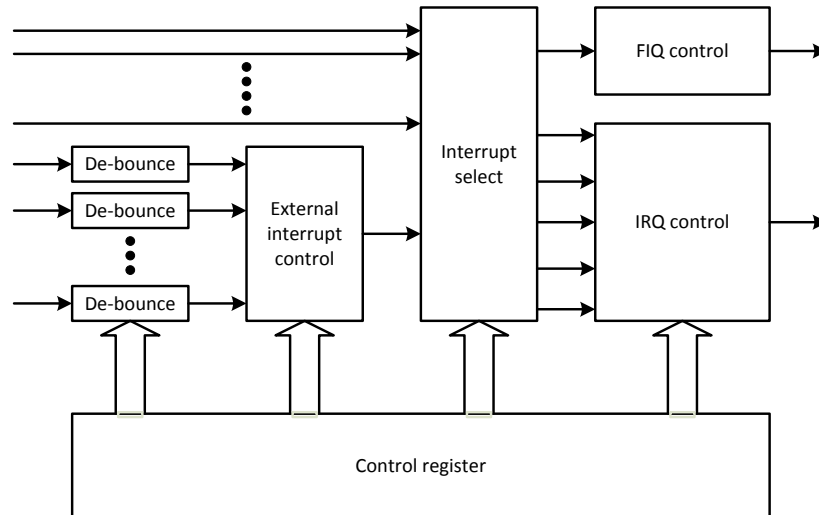 FIQ control
Interrupt
select
De-bounce
De-bounce
External
interrupt
control
IRQ control
De-bounce
Control register